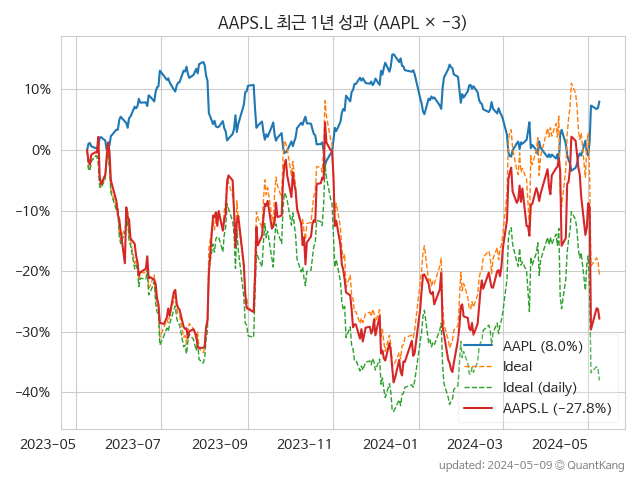 AAPS.L 최근 1년 성과 (AAPL × −3)
10%
0%
−10%
−20%
−30%
−40%
2023-05
2023-07
2023-09
2023-11
2024-01
2024-03
2024-05
AAPL (8.0%)
Ideal
Ideal (daily)
AAPS.L (−27.8%)
updated: 2024-05-09 ⓒ QuantKang